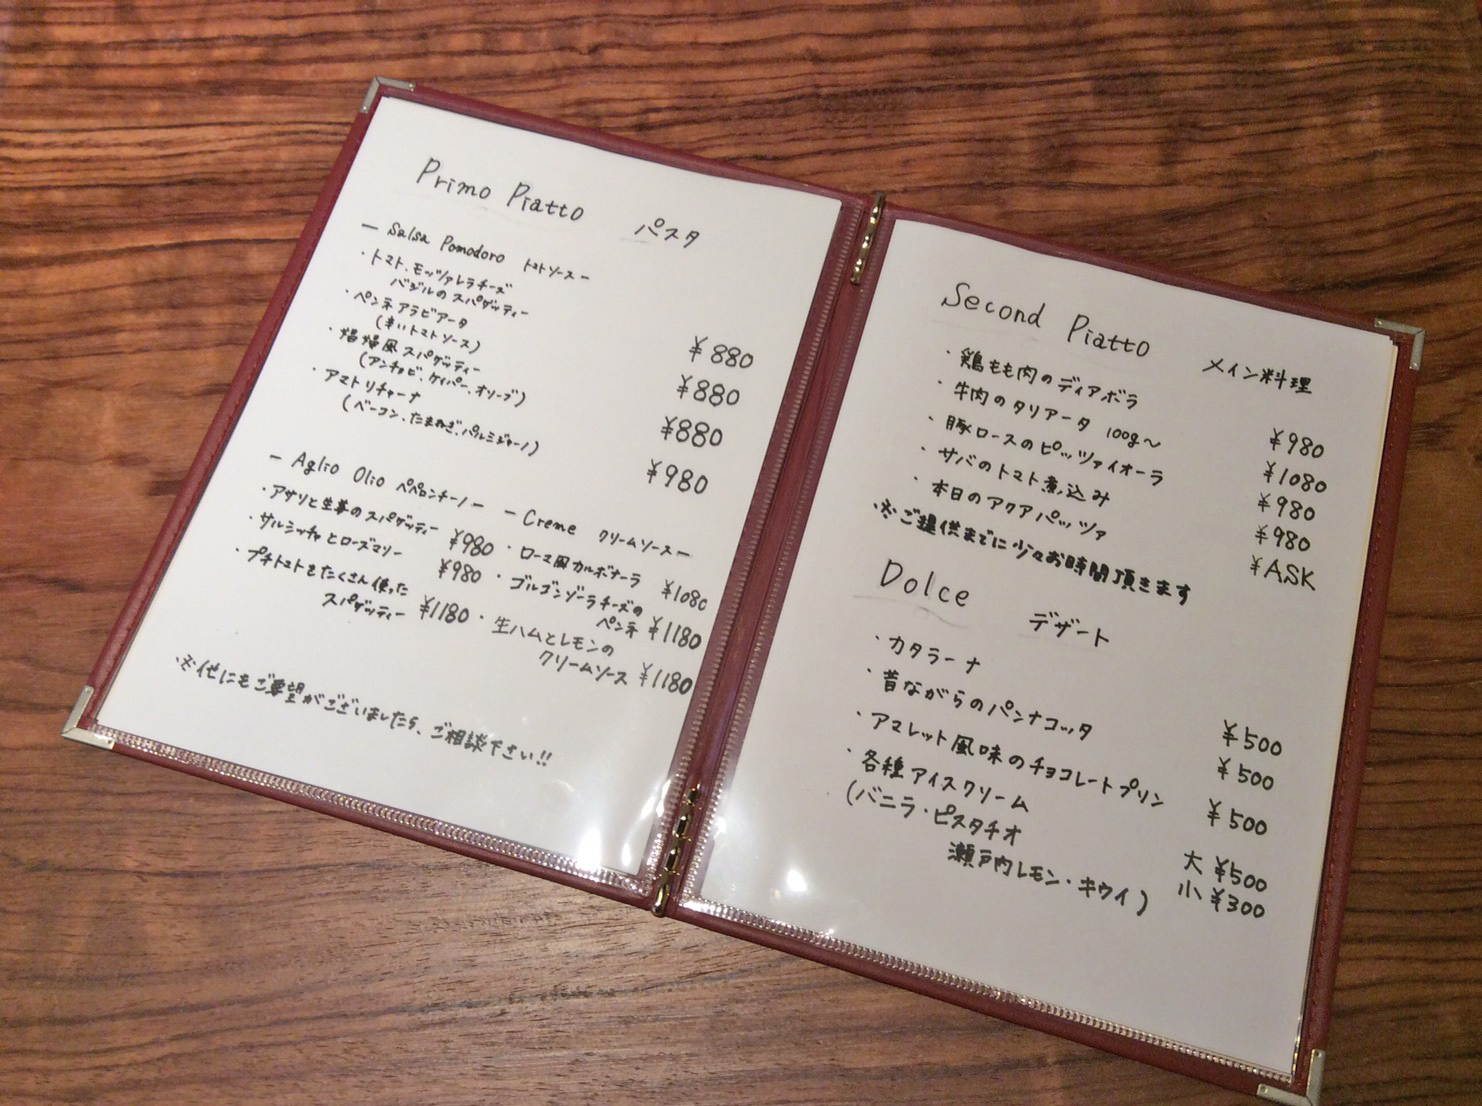 Primo Piatto パスタ
ー Salsa Pomodoro トマトソース ー
・トマト、モッツァレラチーズ
バジルのスパゲッティー ¥880
・ペンネ アラビアータ
(辛いトマトソース) ¥880
・娼婦風スパゲッティー
(アンチョビ、ケイパー、オリーブ) ¥880
・アマトリチャーナ
(ベーコン、たまねぎ、パルミジャーノ) ¥980
ー Aglio Olio ペペロンチーノ ー
・アサリと生のスパゲッティー ¥980
・サルシッチャとローズマリー ¥980
・プチトマトをたくさん使った
スパゲッティー ¥1180
ー Creme クリームソース ー
・ローマ風カルボナーラ ¥1080
・ゴルゴンゾーラチーズの
ペンネ ¥1180
・生ハムとレモンの
クリームソース ¥1180
※他にもご要望がございましたら、ご相談下さい!!
Second Piatto メイン料理
・鶏もも肉のディアボラ ¥980
・牛肉のタリアータ 100g〜 ¥1080
・豚ロースのピッツァイオーラ ¥980
・サバのトマト煮込み ¥980
・本日のアクアパッツァ ¥ASK
※ご提供までに少々お時間頂きます
Dolce デザート
・カタラーナ ¥500
・昔ながらのパンナコッタ ¥500
・アマレット風味のチョコレートプリン ¥500
・各種アイスクリーム 大 ¥500
(バニラ・ピスタチオ 小 ¥300
瀬戸内レモン・キウイ)